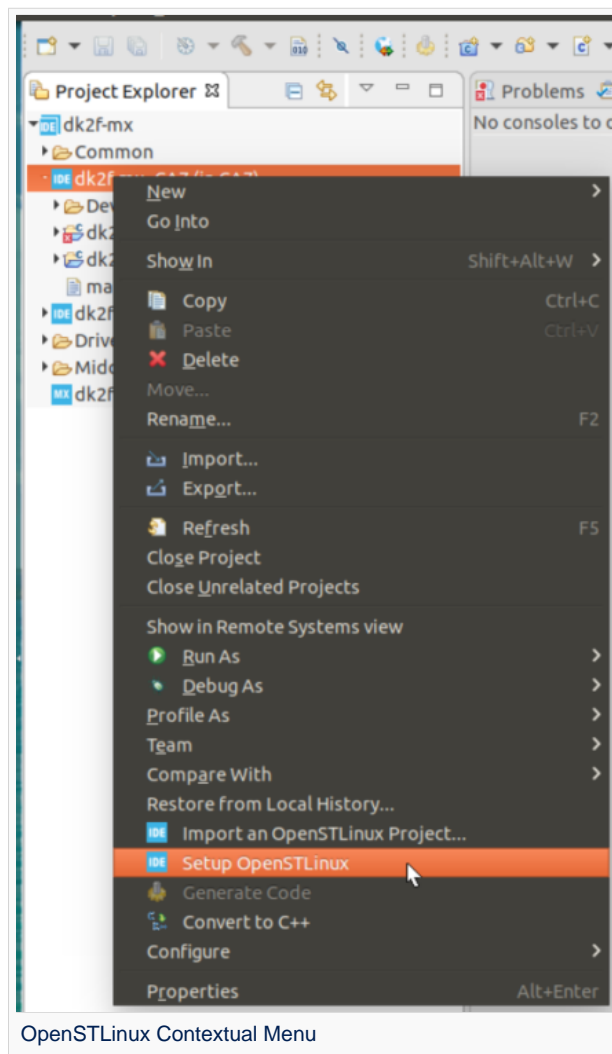 Project Explorer
Problems
dk2f-mx
No consoles to
Common
New
Go Into
Show In Shift+Alt+W
Copy Ctrl+C
Paste Ctrl+V
Delete
Move...
Rename... F2
Import...
Export...
Refresh F5
Close Project
Close Unrelated Projects
Show in Remote Systems view
Run As
Debug As
Profile As
Team
Compare With
Restore from Local History...
IDE Import an OpenSTLinux Project...
IDE Setup OpenSTLinux
Generate Code
Convert to C++
Configure
Properties Alt+Enter
OpenSTLinux Contextual Menu